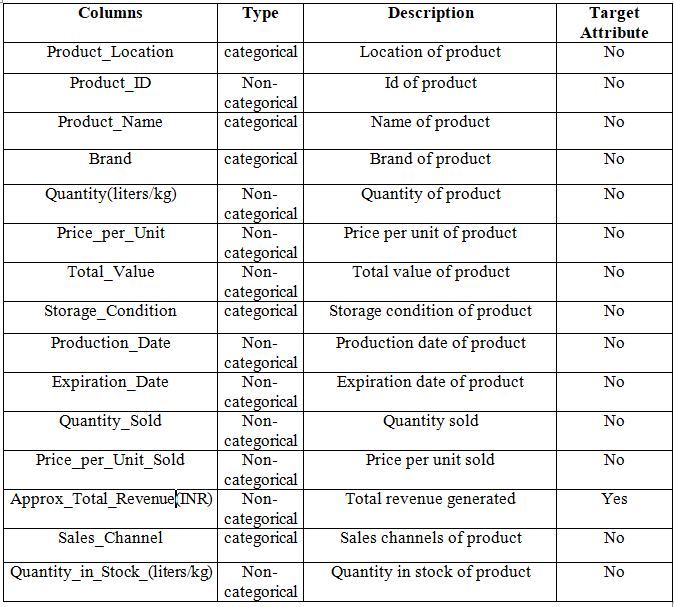 Columns Type Description Target
Attribute
Product_Location categorical Location of product No
Product_ID Non-
categorical Id of product No
Product_Name categorical Name of product No
Brand categorical Brand of product No
Quantity(liters/kg) Non-
categorical Quantity of product No
Price_per_Unit Non-
categorical Price per unit of product No
Total_Value Non-
categorical Total value of product No
Storage_Condition categorical Storage condition of product No
Production_Date Non-
categorical Production date of product No
Expiration_Date Non-
categorical Expiration date of product No
Quantity_Sold Non-
categorical Quantity sold No
Price_per_Unit_Sold Non-
categorical Price per unit sold No
Approx_Total_Revenue(INR) Non-
categorical Total revenue generated Yes
Sales_Channel categorical Sales channels of product No
Quantity_in_Stock_(liters/kg) Non-
categorical Quantity in stock of product No